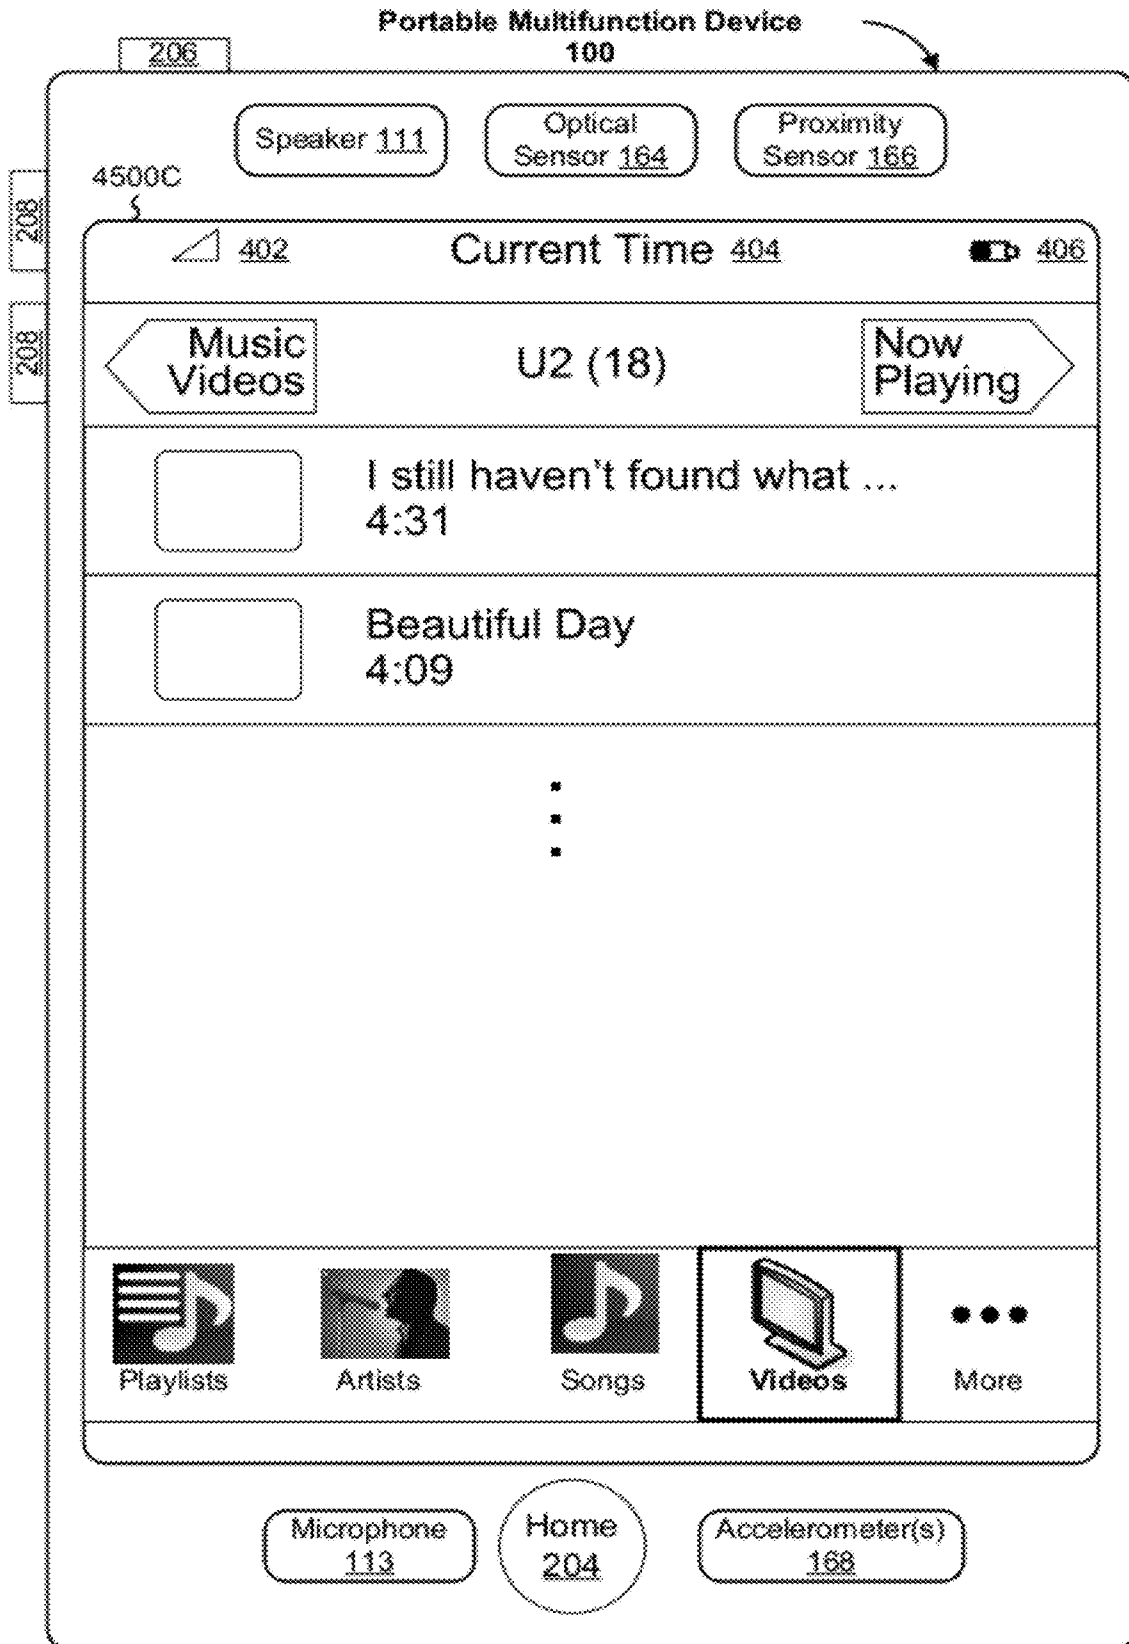 Portable Multifunction Device
100
206
Speaker 111
Optical
Sensor 164
Proximity
Sensor 166
208
4500C
402
Current Time 404
406
208
Music
Videos
U2 (18)
Now
Playing
I still haven't found what ...
4:31
Beautiful Day
4:09
Playlists
Artists
Songs
Videos
More
Microphone
113
Home
204
Accelerometer(s)
168